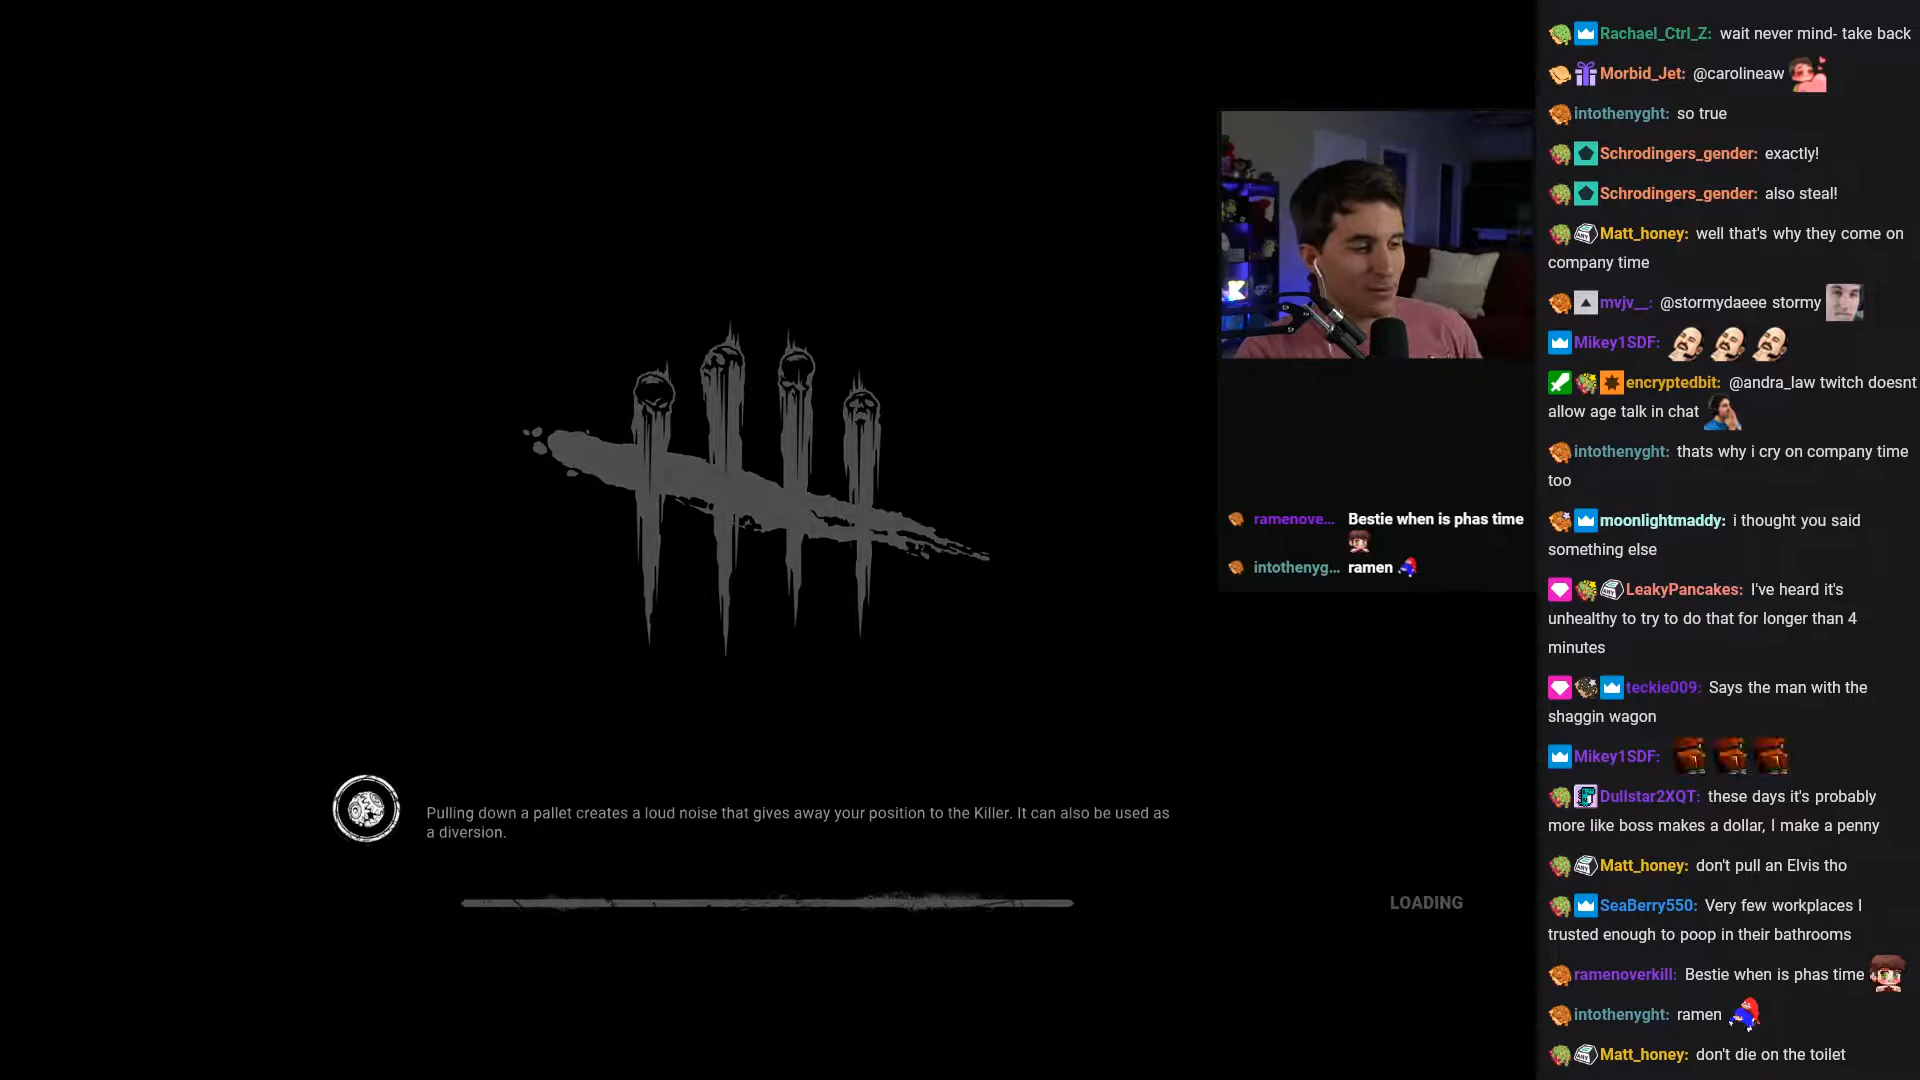 Rachael_Ctrl_Z: wait never mind- take back
Morbid_Jet: @carolineaw
intothenyght: so true
Schrodingers_gender: exactly!
Schrodingers_gender: also steal!
Matt_honey: well that's why they come on
company time
mvjv__: @stormydaeee stormy
Mikey1SDF:
encryptedbit: @andra_law twitch doesnt
allow age talk in chat
intothenyght: thats why i cry on company time
too
moonlightmaddy: i thought you said
something else
LeakyPancakes: I've heard it's
unhealthy to try to do that for longer than 4
minutes
teckie009: Says the man with the
shaggin wagon
Mikey1SDF:
Dullstar2XQT: these days it's probably
more like boss makes a dollar, I make a penny
Matt_honey: don't pull an Elvis tho
SeaBerry550: Very few workplaces I
trusted enough to poop in their bathrooms
ramenoverkill: Bestie when is phas time
intothenyght: ramen
Matt_honey: don't die on the toilet
ramenove... Bestie when is phas time
intothenyg... ramen
Pulling down a pallet creates a loud noise that gives away your position to the Killer. It can also be used as
a diversion.
LOADING